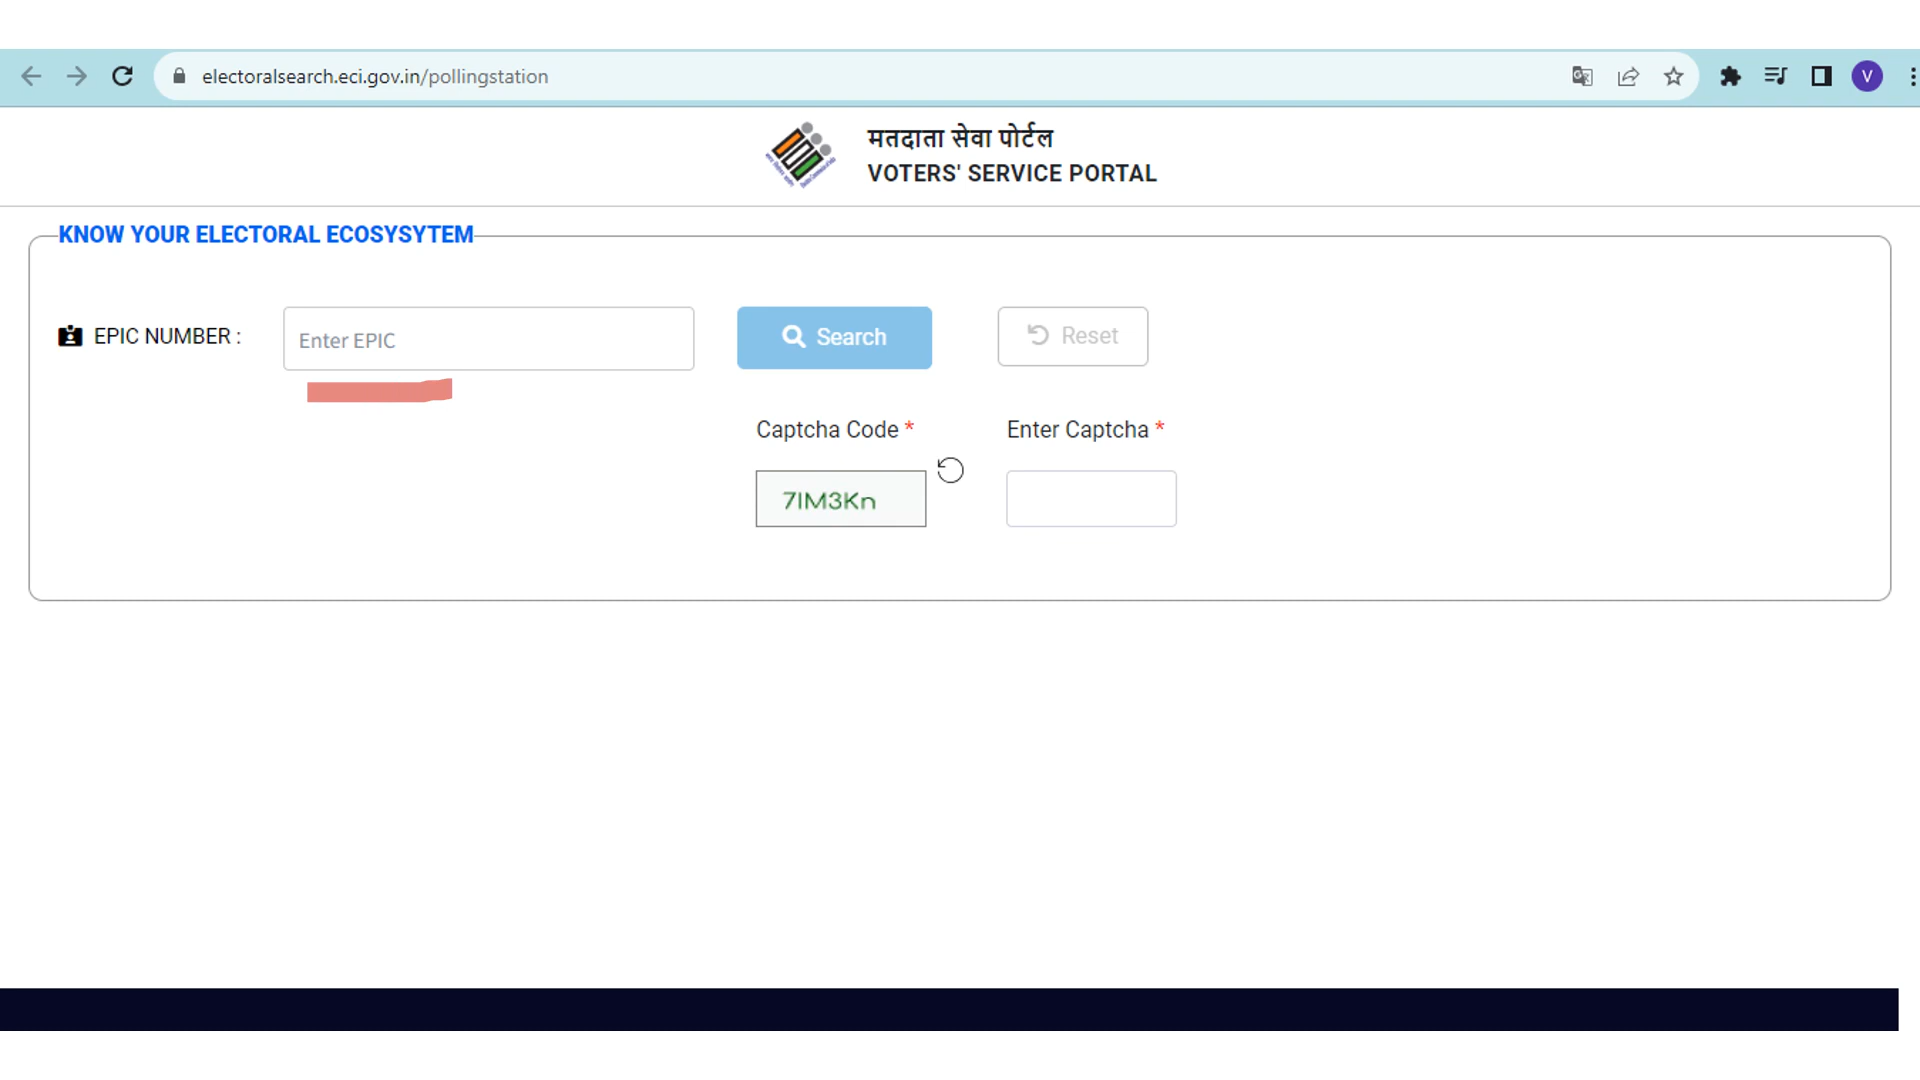 electoralsearch.eci.gov.in/pollingstation
V
मतदाता सेवा पोर्टल
VOTERS' SERVICE PORTAL
KNOW YOUR ELECTORAL ECOSYSYTEM
EPIC NUMBER :
Enter EPIC
Search
Reset
Captcha Code *
Enter Captcha *
7IM3Kn